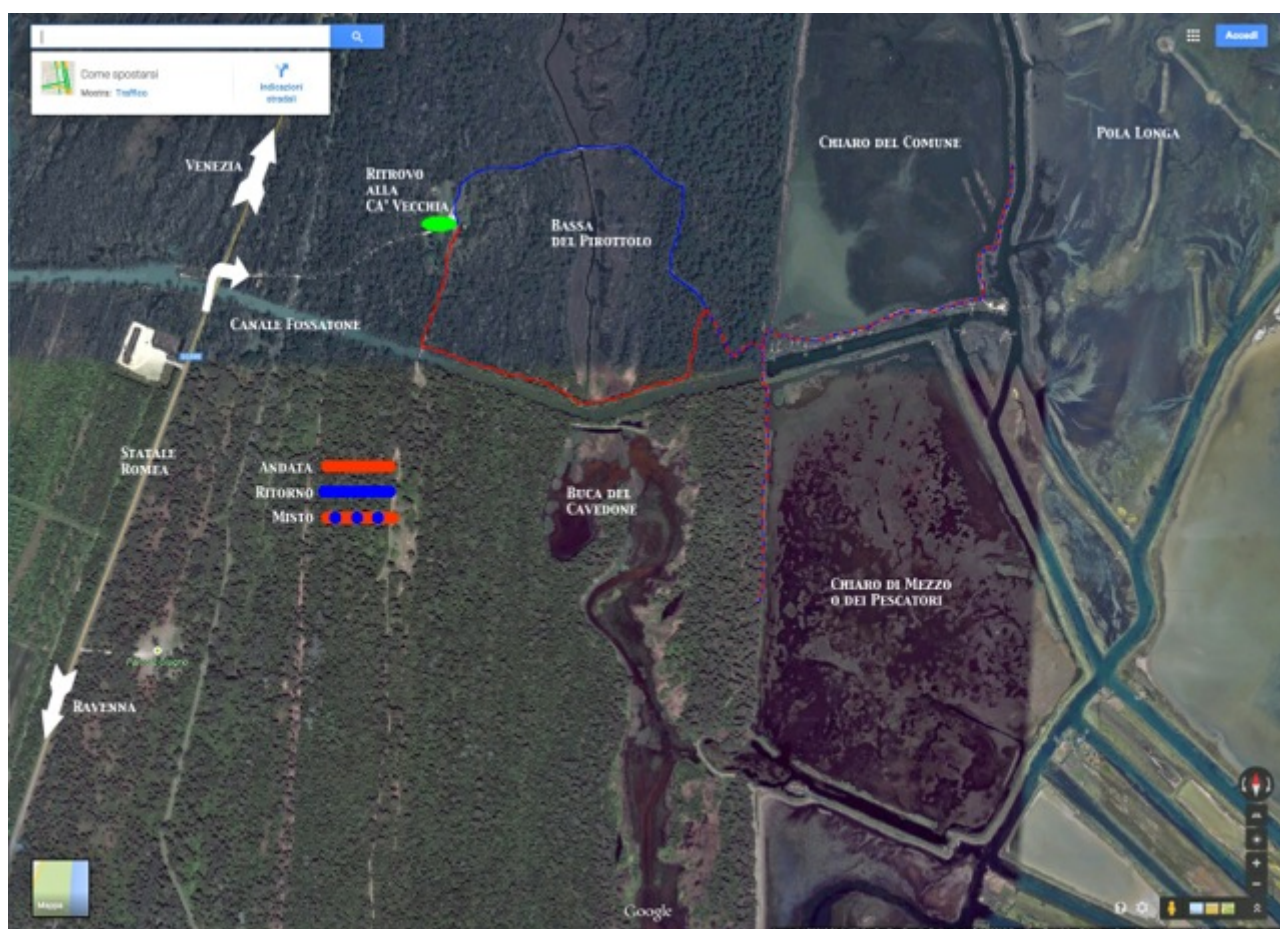 Come spostarsi
Mostra: Traffico
Indicazioni
stradali
Accedi
VENEZIA
RITROVO
ALLA
CA' VECCHIA
BASSA
DEL PIROTTOLO
CHIARO DEL COMUNE
POLA LONGA
CANALE FOSSATONE
STATALE
ROMEA
ANDATA
RITORNO
MISTO
BUCA DEL
CAVEDONE
CHIARO DI MEZZO
O DEI PESCATORI
RAVENNA
Mappa
Google